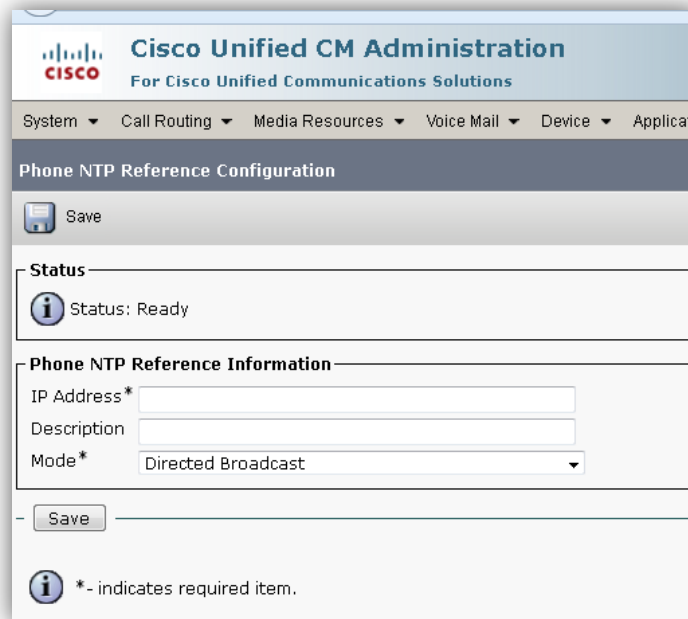 CISCO
Cisco Unified CM Administration
For Cisco Unified Communications Solutions
System Call Routing Media Resources Voice Mail Device Applica
Phone NTP Reference Configuration
Save
Status
Status: Ready
Phone NTP Reference Information
IP Address*
Description
Mode* Directed Broadcast
Save
*- indicates required item.